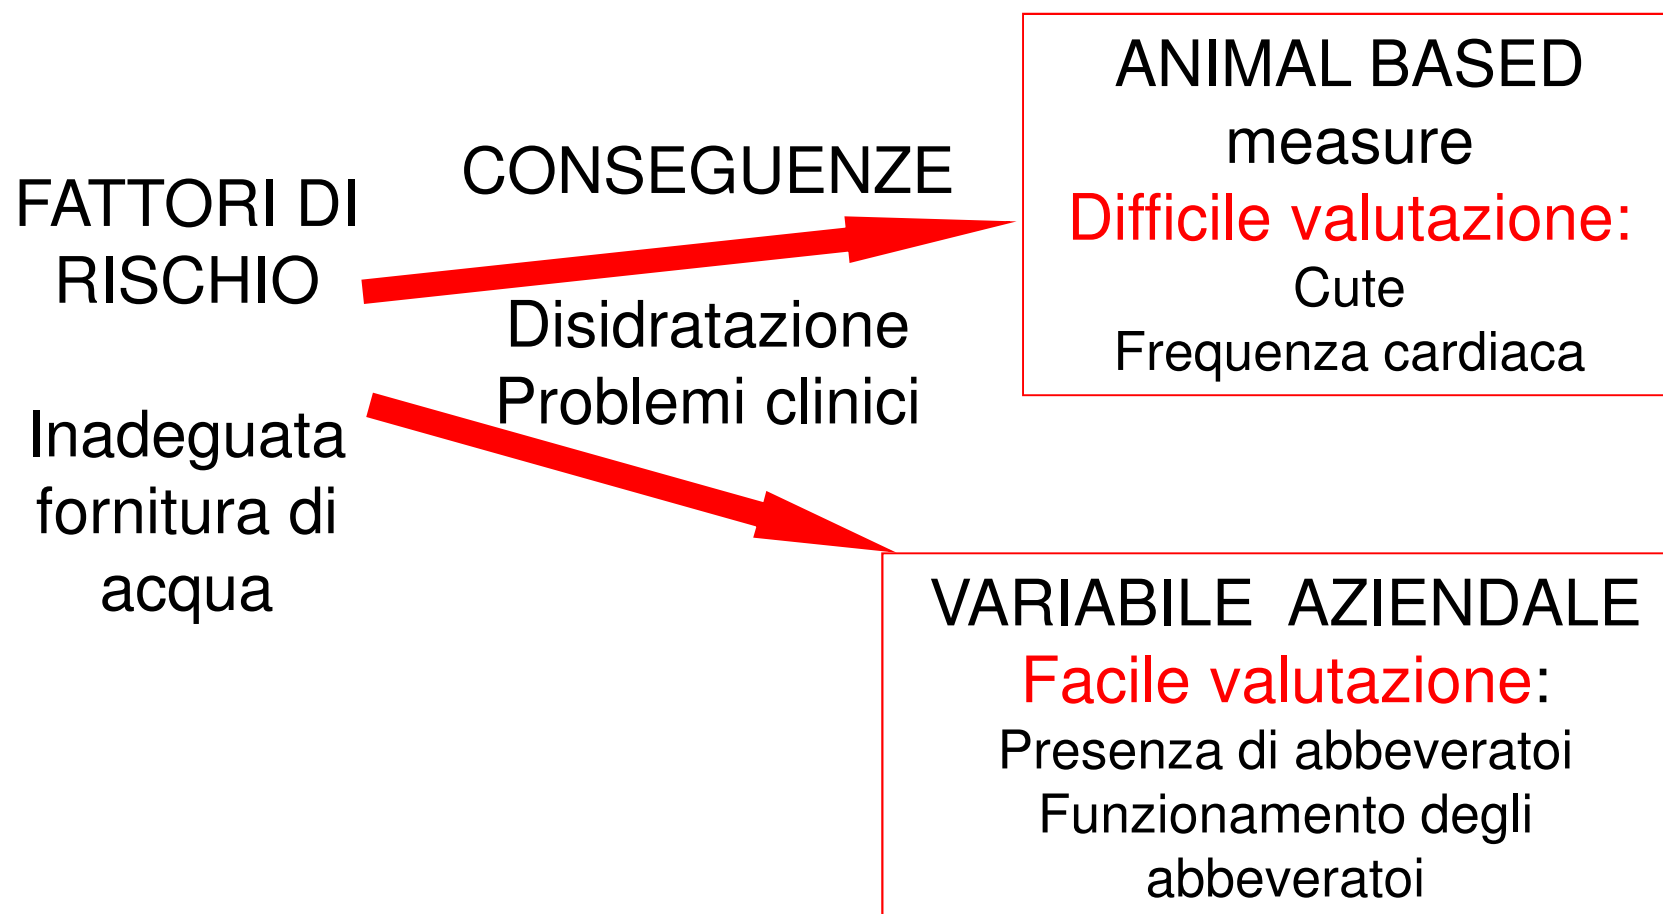 FATTORI DI
RISCHIO
Inadeguata
fornitura di
acqua
CONSEGUENZE
Disidratazione
Problemi clinici
ANIMAL BASED
measure
Difficile valutazione:
Cute
Frequenza cardiaca
VARIABILE AZIENDALE
Facile valutazione:
Presenza di abbeveratoi
Funzionamento degli
abbeveratoi